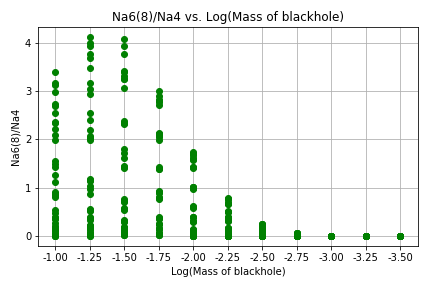 Na6(8)/Na4 vs. Log(Mass of blackhole)
Na6(8)/Na4
4
3
2
1
0
-1.00 -1.25 -1.50 -1.75 -2.00 -2.25 -2.50 -2.75 -3.00 -3.25 -3.50
Log(Mass of blackhole)